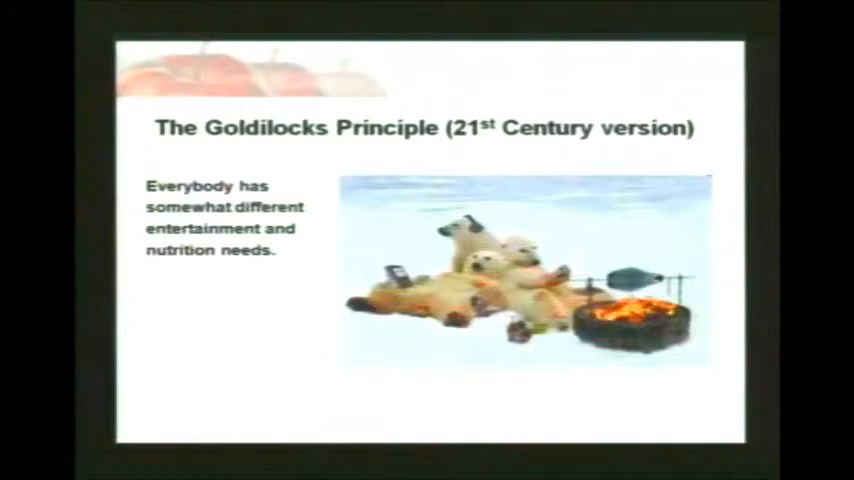 The Goldilocks Principle (21st Century version)
Everybody has
somewhat different
entertainment and
nutrition needs.